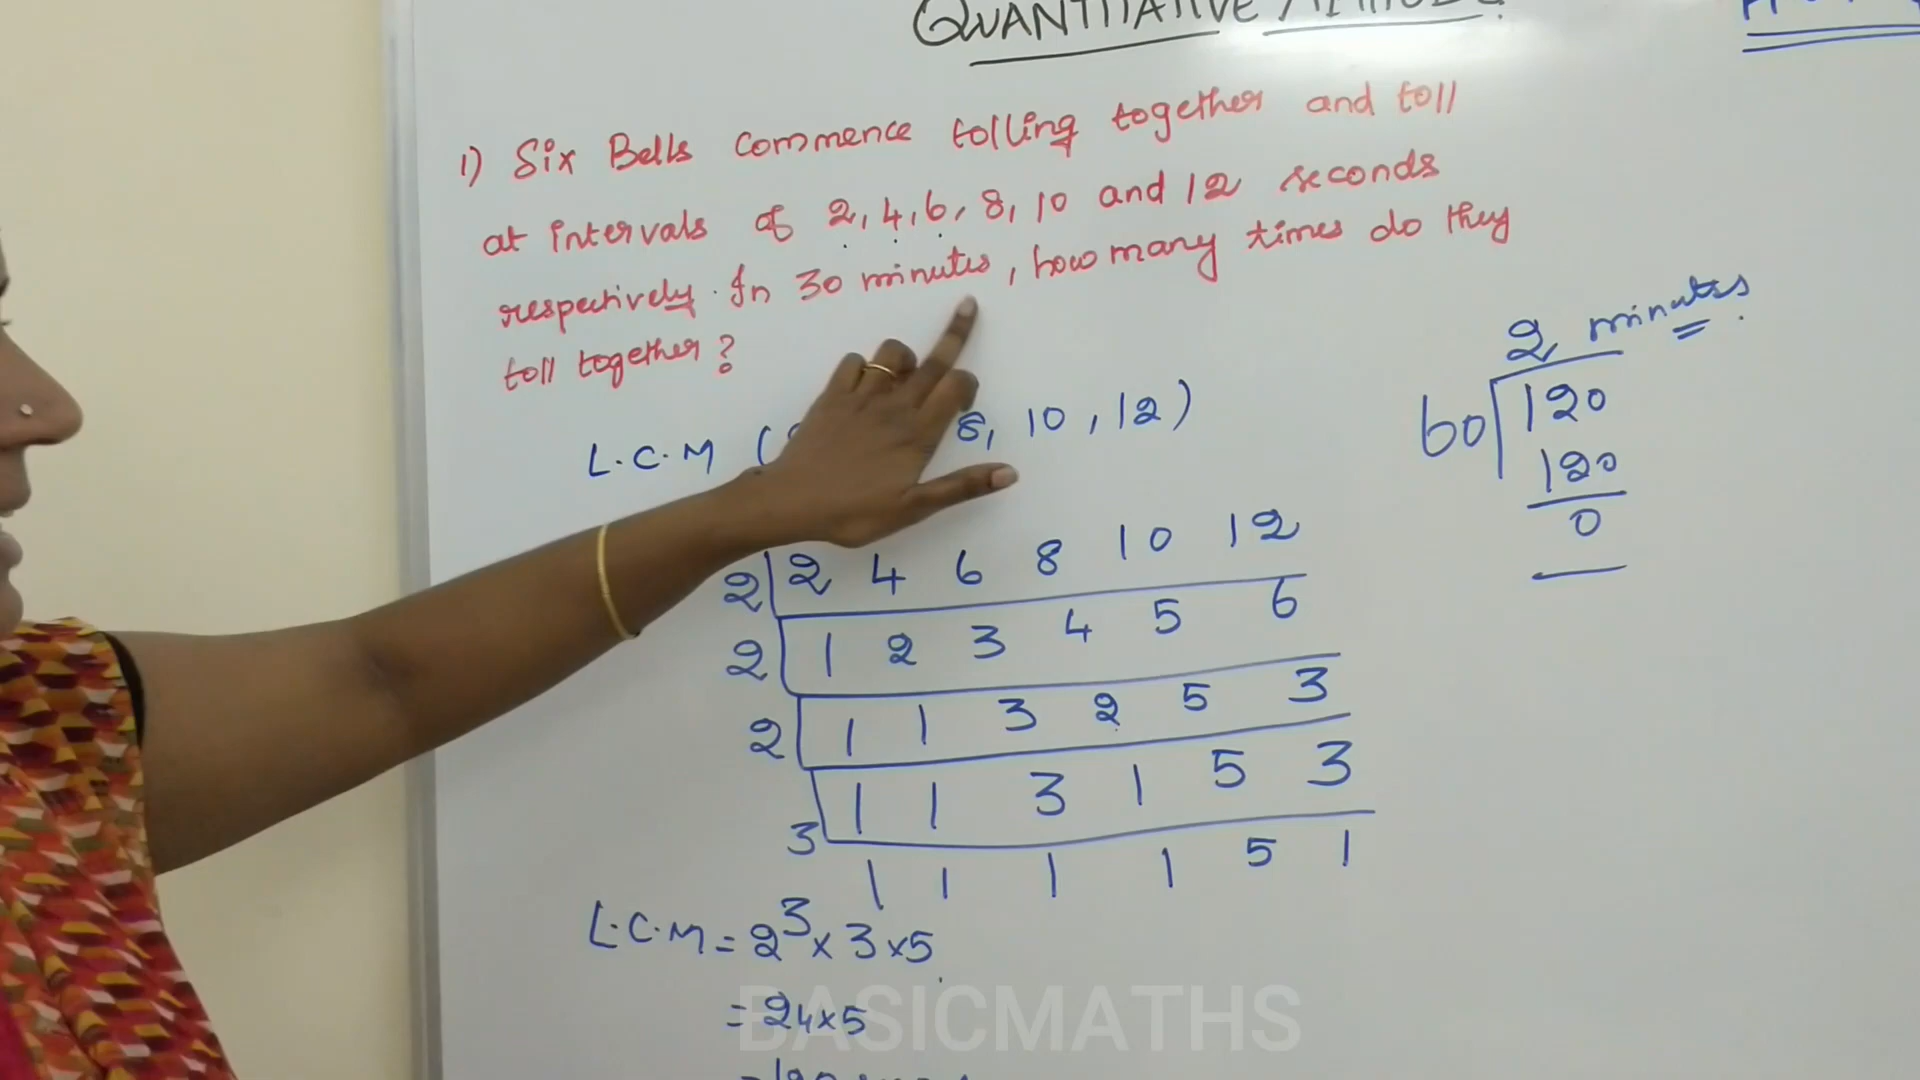 QUANTITATIVE
1) Six Bells commence tolling together and toll
at intervals of 2, 4, 6, 8, 10 and 12 seconds
respectively. In 30 minutes, how many times do they
toll together?
2 minutes
60 120
120
0
L.C.M ( 8, 10, 12)
2 2 4 6 8 10 12
2 1 2 3 4 5 6
2 1 1 3 2 5 3
3 1 1 3 1 5 3
1 1 1 1 5 1
L.C.M = 2³ x 3 x 5
= 24 x 5
BASICMATHS